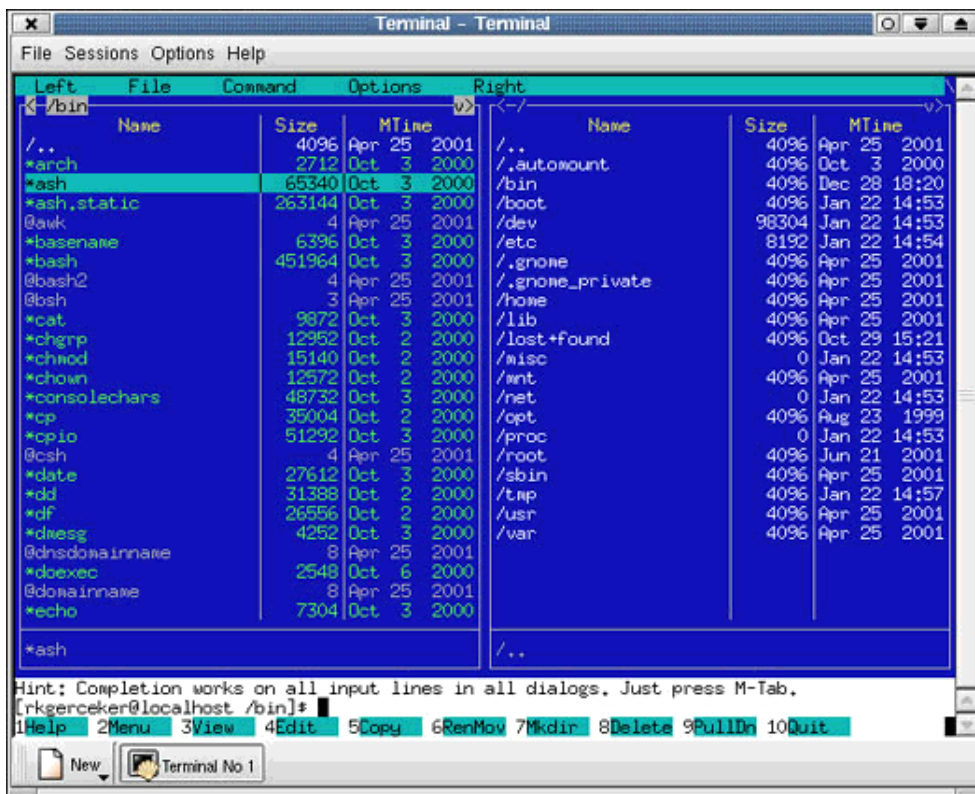 Terminal - Terminal
File Sessions Options Help
Left File Command Options Right
/bin v> <-/ v>
Name Size MTime Name Size MTime
/.. 4096 Apr 25 2001 /.. 4096 Apr 25 2001
*arch 2712 Oct 3 2000 /.automount 4096 Oct 3 2000
*ash 65340 Oct 3 2000 /bin 4096 Dec 28 18:20
*ash.static 263144 Oct 3 2000 /boot 4096 Jan 22 14:53
@awk 4 Apr 25 2001 /dev 98304 Jan 22 14:53
*basename 6396 Oct 3 2000 /etc 8192 Jan 22 14:54
*bash 451964 Oct 3 2000 /.gnome 4096 Apr 25 2001
@bash2 4 Apr 25 2001 /.gnome_private 4096 Apr 25 2001
@bsh 3 Apr 25 2001 /home 4096 Apr 25 2001
*cat 9872 Oct 3 2000 /lib 4096 Apr 25 2001
*chgrp 12952 Oct 2 2000 /lost+found 4096 Oct 29 15:21
*chmod 15140 Oct 2 2000 /misc 0 Jan 22 14:53
*chown 12572 Oct 2 2000 /mnt 4096 Apr 25 2001
*consolechars 48732 Oct 3 2000 /net 0 Jan 22 14:53
*cp 35004 Oct 2 2000 /opt 4096 Aug 23 1999
*cpio 51292 Oct 3 2000 /proc 0 Jan 22 14:53
@csh 4 Apr 25 2001 /root 4096 Jun 21 2001
*date 27612 Oct 3 2000 /sbin 4096 Apr 25 2001
*dd 31388 Oct 2 2000 /tmp 4096 Jan 22 14:57
*df 26556 Oct 2 2000 /usr 4096 Apr 25 2001
*dmesg 4252 Oct 3 2000 /var 4096 Apr 25 2001
@dnsdomainname 8 Apr 25 2001
*doexec 2548 Oct 6 2000
@domainname 8 Apr 25 2001
*echo 7304 Oct 3 2000
*ash /..
Hint: Completion works on all input lines in all dialogs. Just press M-Tab.
[rkgerceker@localhost /bin]$
1Help 2Menu 3View 4Edit 5Copy 6RenMov 7Mkdir 8Delete 9PullDn 10Quit
New Terminal No 1